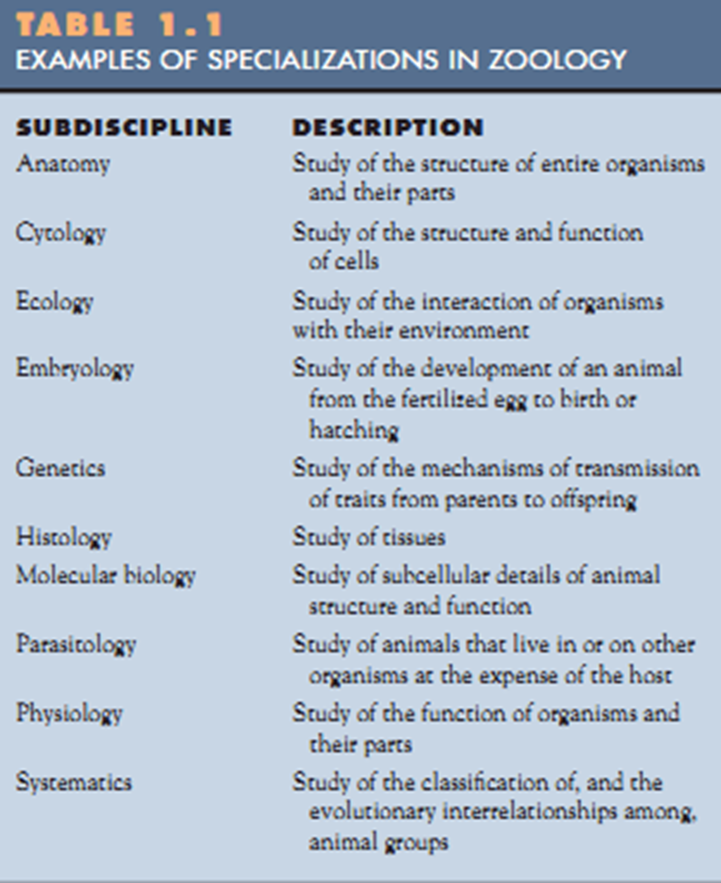 TABLE 1.1
EXAMPLES OF SPECIALIZATIONS IN ZOOLOGY
SUBDISCIPLINE DESCRIPTION
Anatomy Study of the structure of entire organisms
and their parts
Cytology Study of the structure and function
of cells
Ecology Study of the interaction of organisms
with their environment
Embryology Study of the development of an animal
from the fertilized egg to birth or
hatching
Genetics Study of the mechanisms of transmission
of traits from parents to offspring
Histology Study of tissues
Molecular biology Study of subcellular details of animal
structure and function
Parasitology Study of animals that live in or on other
organisms at the expense of the host
Physiology Study of the function of organisms and
their parts
Systematics Study of the classification of, and the
evolutionary interrelationships among,
animal groups